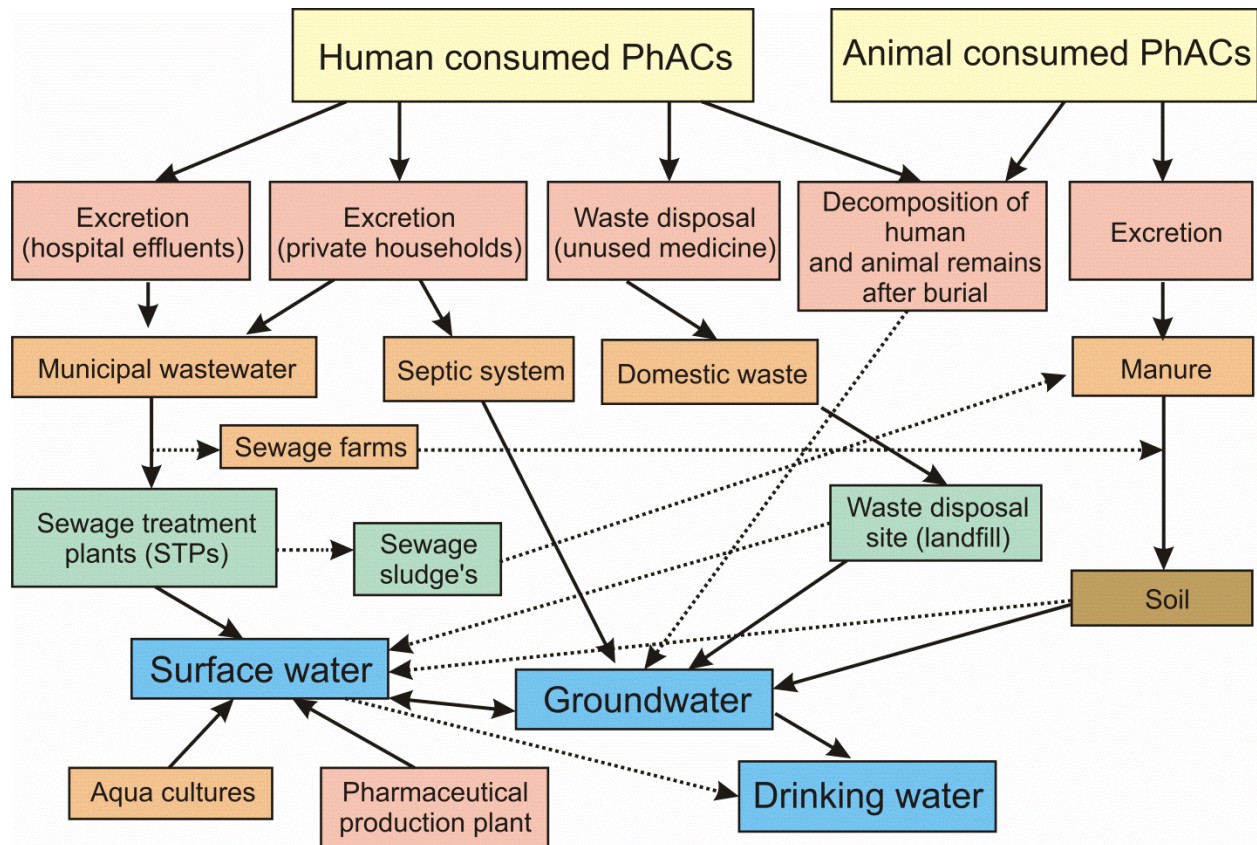 Human consumed PhACs
Animal consumed PhACs
Excretion
(hospital effluents)
Excretion
(private households)
Waste disposal
(unused medicine)
Decomposition of
human
and animal remains
after burial
Excretion
Municipal wastewater
Septic system
Domestic waste
Manure
Sewage farms
Sewage treatment
plants (STPs)
Sewage
sludge's
Waste disposal
site (landfill)
Soil
Surface water
Groundwater
Aqua cultures
Pharmaceutical
production plant
Drinking water